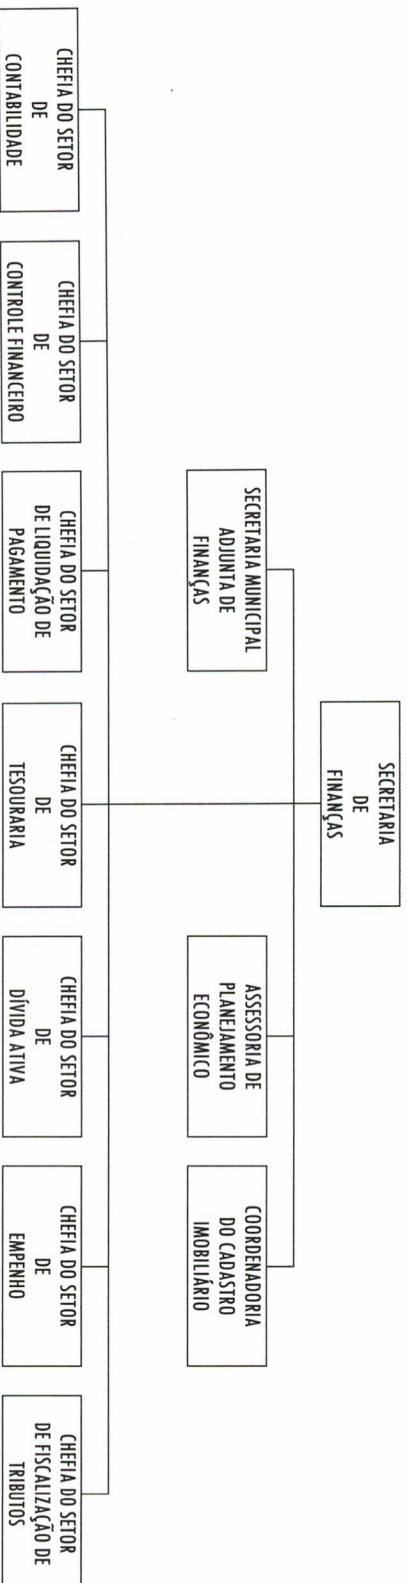 SECRETARIA
DE
FINANÇAS
SECRETARIA MUNICIPAL
ADJUNTA DE
FINANÇAS
ASSESSORIA DE
PLANEJAMENTO
ECONÔMICO
COORDENADORIA
DO CADASTRO
IMOBILIÁRIO
CHEFIA DO SETOR
DE
CONTABILIDADE
CHEFIA DO SETOR
DE
CONTROLE FINANCEIRO
CHEFIA DO SETOR
DE LIQUIDAÇÃO DE
PAGAMENTO
CHEFIA DO SETOR
DE
TESOURARIA
CHEFIA DO SETOR
DE
DÍVIDA ATIVA
CHEFIA DO SETOR
DE
EMPENHO
CHEFIA DO SETOR
DE FISCALIZAÇÃO DE
TRIBUTOS